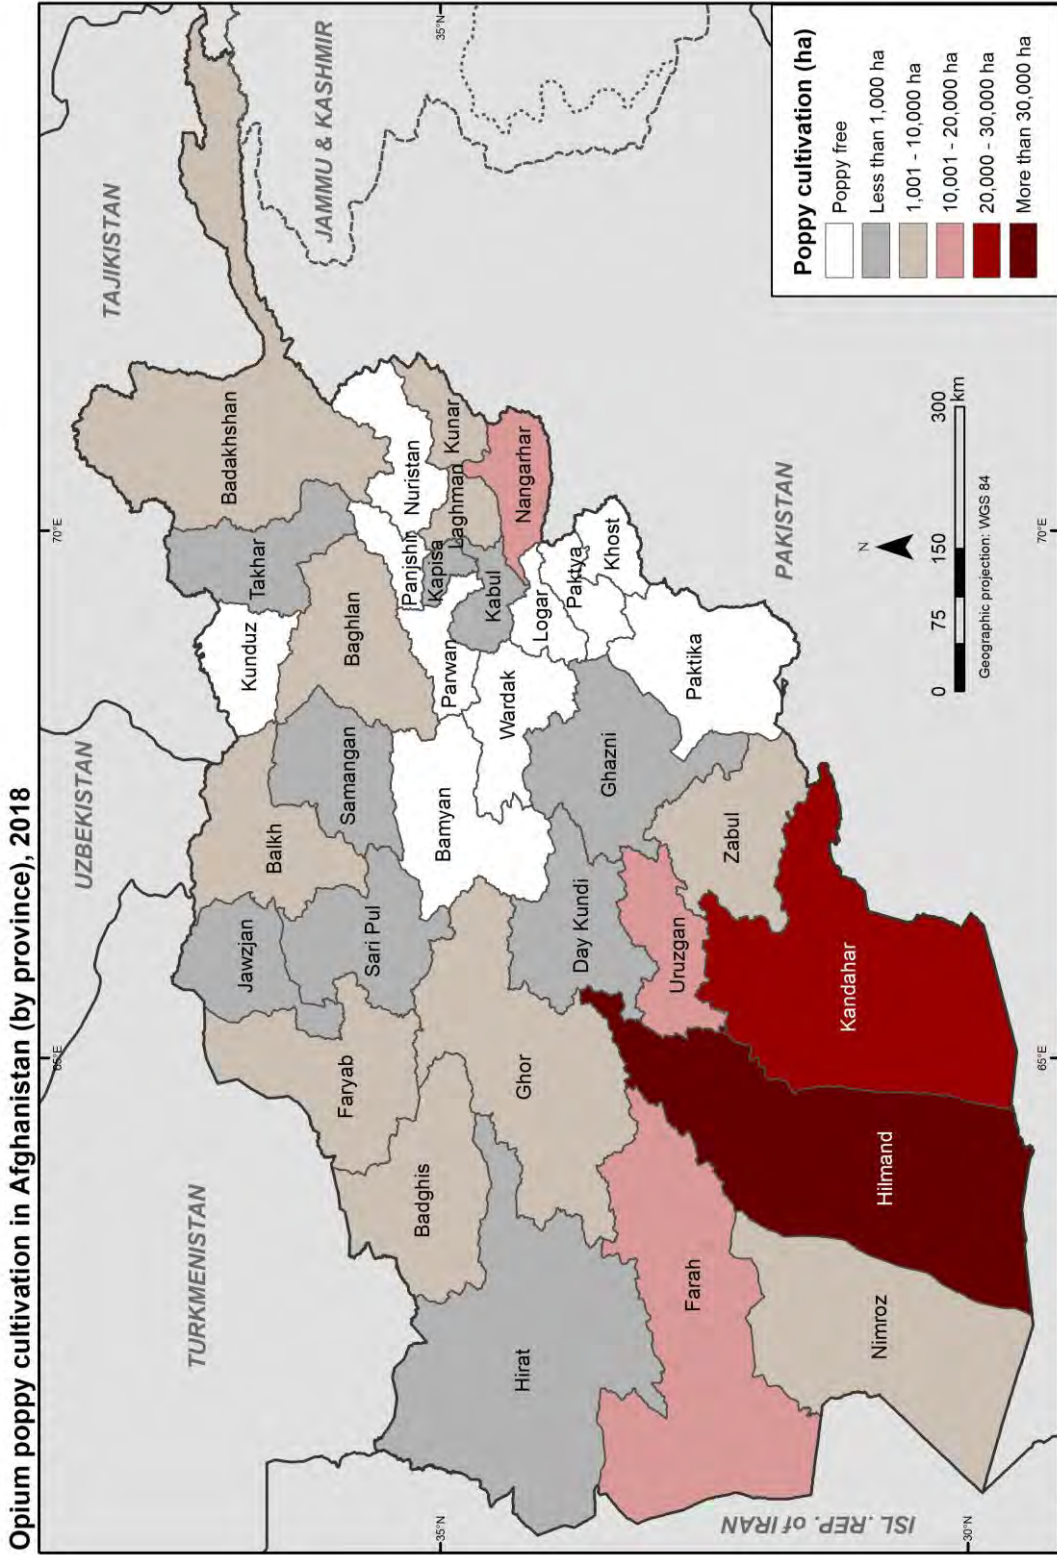 Opium poppy cultivation in Afghanistan (by province), 2018
UZBEKISTAN
TAJIKISTAN
TURKMENISTAN
JAMMU & KASHMIR
65°E
70°E
35°N
35°N
Jawzjan
Balkh
Kunduz
Takhar
Badakhshan
Faryab
Sari Pul
Samangan
Baghlan
Badghis
Ghor
Bamyan
Parwan
Panjshir
Kapisa
Nuristan
Laghman
Kunar
Hirat
Day Kundi
Wardak
Kabul
Nangarhar
Ghazni
Logar
Paktya
Khost
Farah
Uruzgan
Zabul
Paktika
Nimroz
Hilmand
Kandahar
ISL. REP. of IRAN
PAKISTAN
30°N
70°E
N
0 75 150 300
km
Geographic projection: WGS 84
Poppy cultivation (ha)
Poppy free
Less than 1,000 ha
1,001 - 10,000 ha
10,001 - 20,000 ha
20,000 - 30,000 ha
More than 30,000 ha